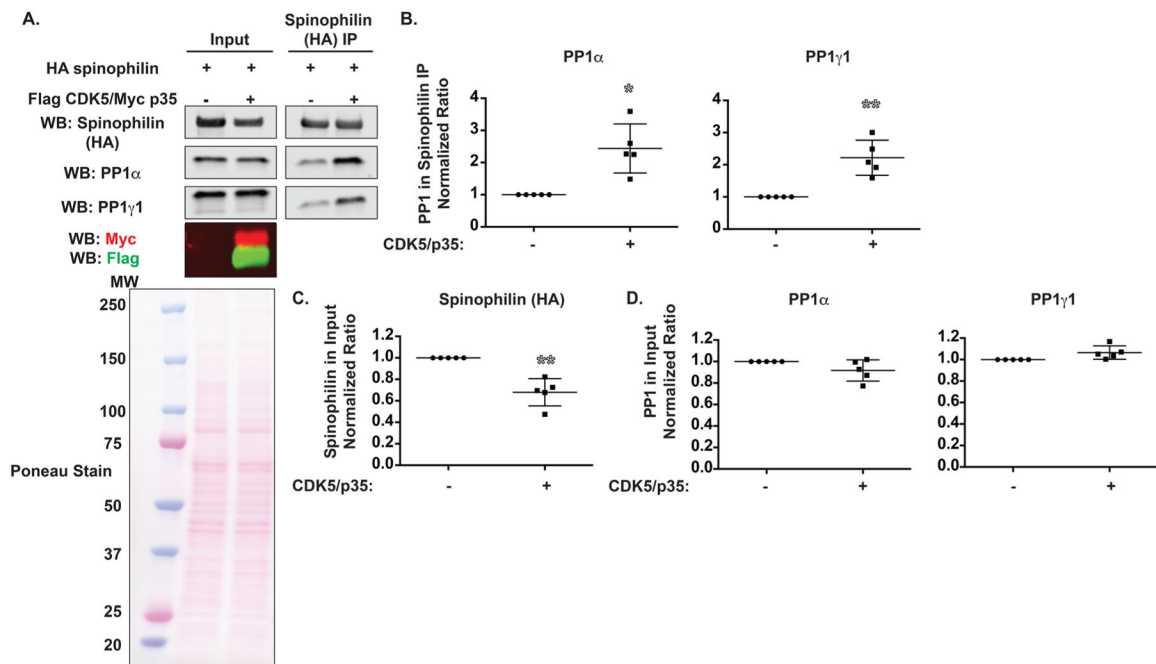 A.
Input
Spinophilin
(HA) IP
HA spinophilin
+ + + +
Flag CDK5/Myc p35
- + - +
WB: Spinophilin
(HA)
WB: PP1α
WB: PP1γ1
WB: Myc
WB: Flag
MW
250
150
100
75
Poneau Stain
50
37
25
20
B.
PP1α
PP1 in Spinophilin IP
Normalized Ratio
4
3
2
1
0
*
CDK5/p35:
- +
PP1γ1
4
3
2
1
0
**
- +
C.
Spinophilin (HA)
Spinophilin in Input
Normalized Ratio
1.2
1.0
0.8
0.6
0.4
0.2
0.0
**
CDK5/p35:
- +
D.
PP1α
PP1 in Input
Normalized Ratio
1.2
1.0
0.8
0.6
0.4
0.2
0.0
CDK5/p35:
- +
PP1γ1
1.2
1.0
0.8
0.6
0.4
0.2
0.0
- +